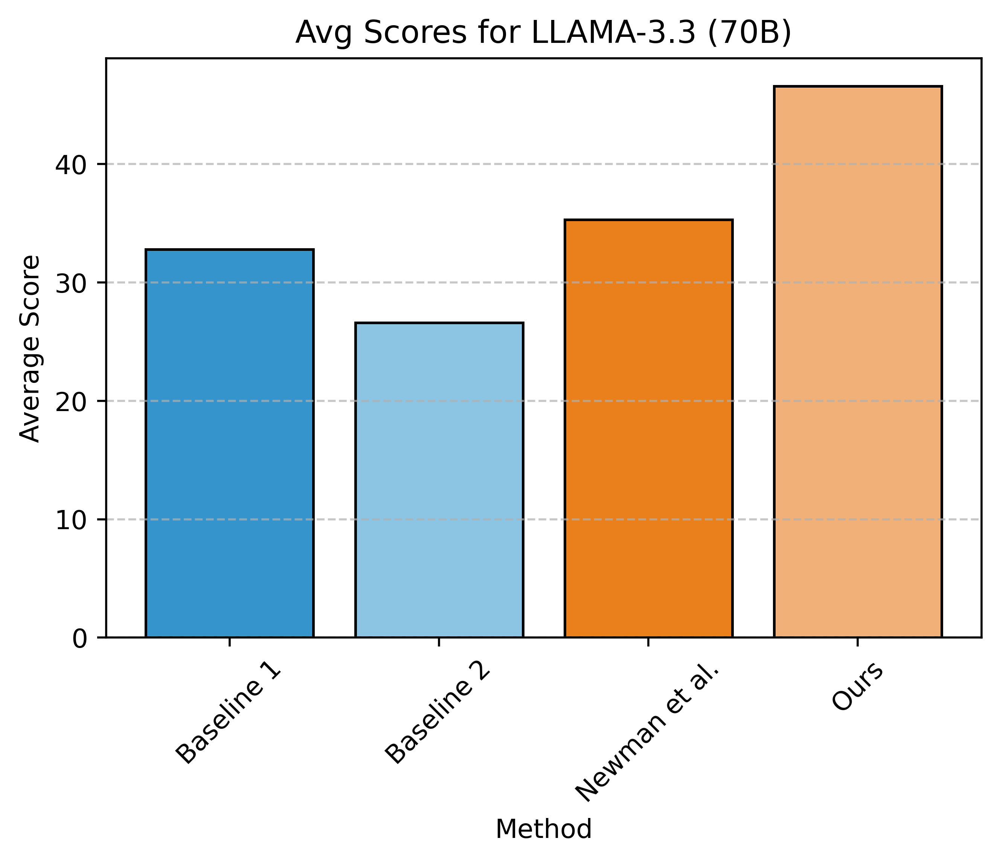 Avg Scores for LLAMA-3.3 (70B)
Average Score
40
30
20
10
0
Baseline 1
Baseline 2
Newman et al.
Ours
Method